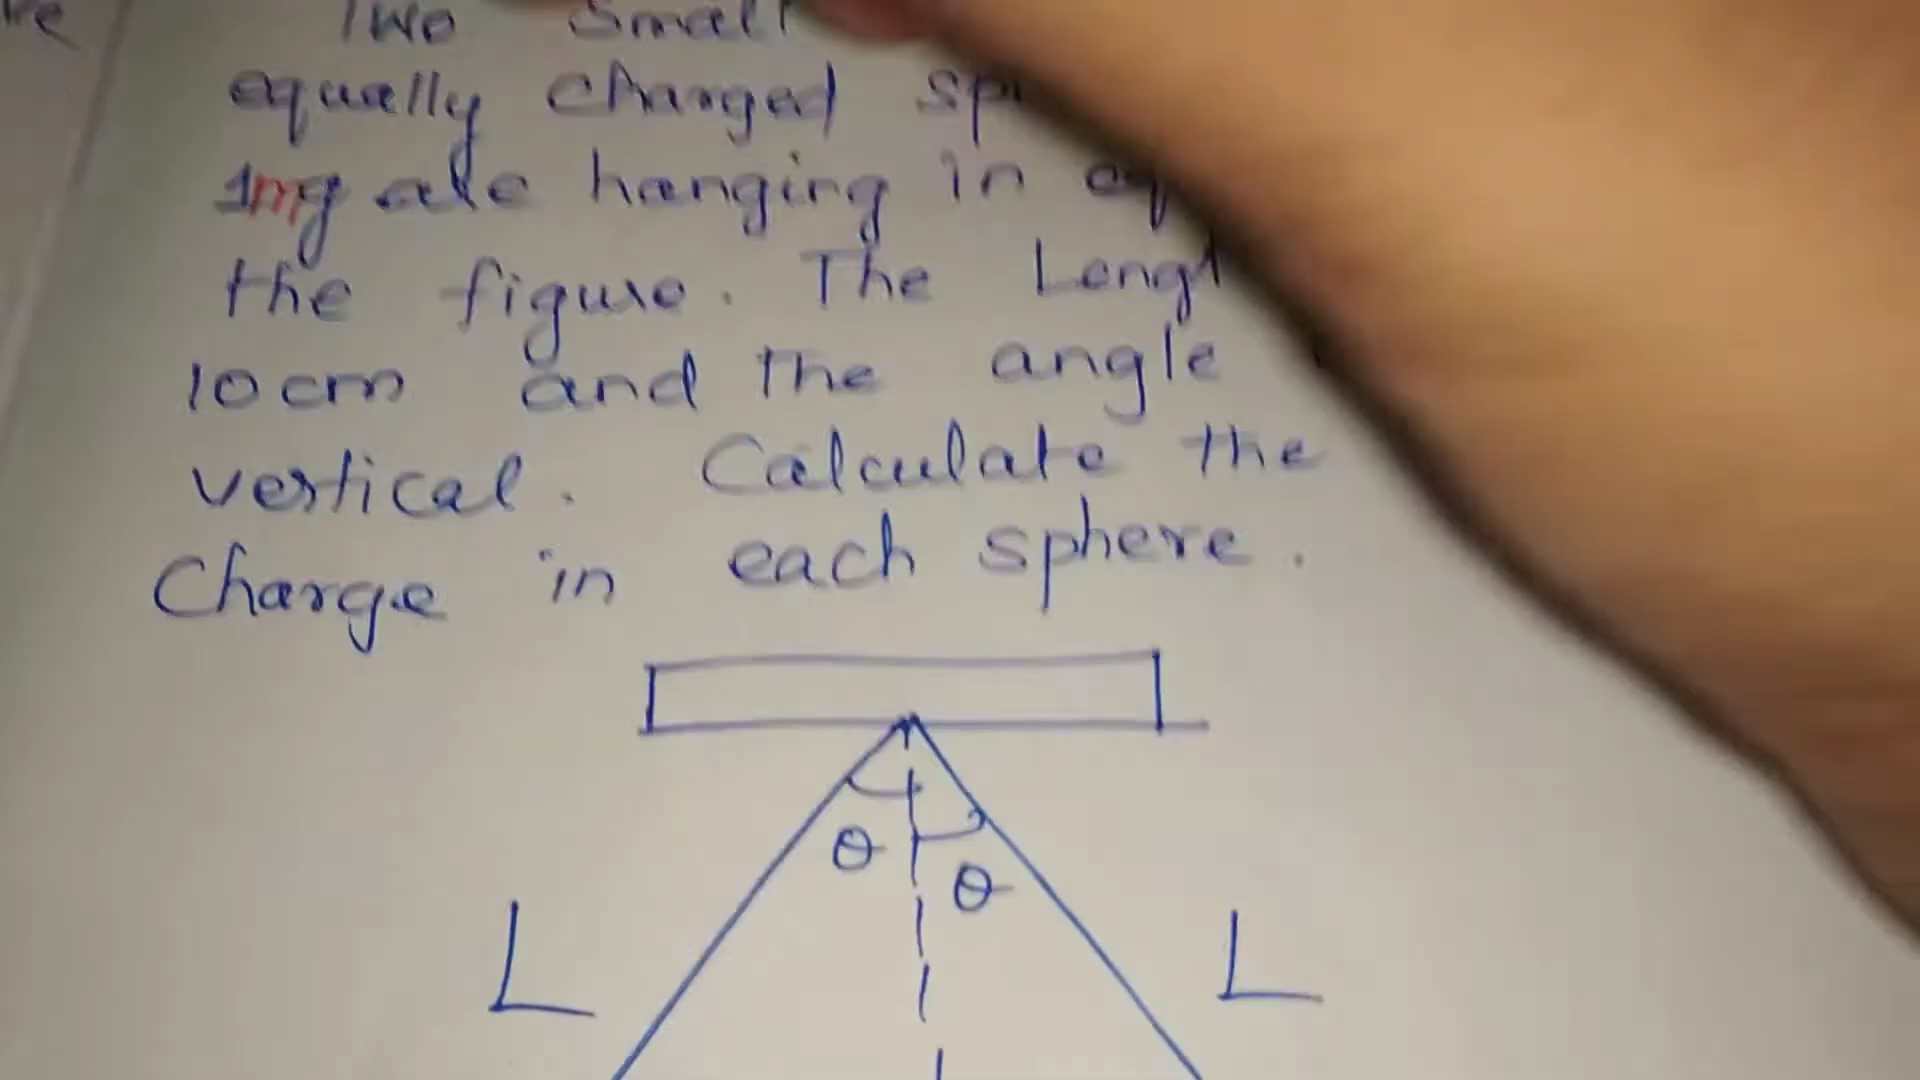 Two small
equally charged
1mg are hanging in
the figure. The
10cm and the angle
vertical. Calculate the
Charge in each sphere.
θ
θ
L L